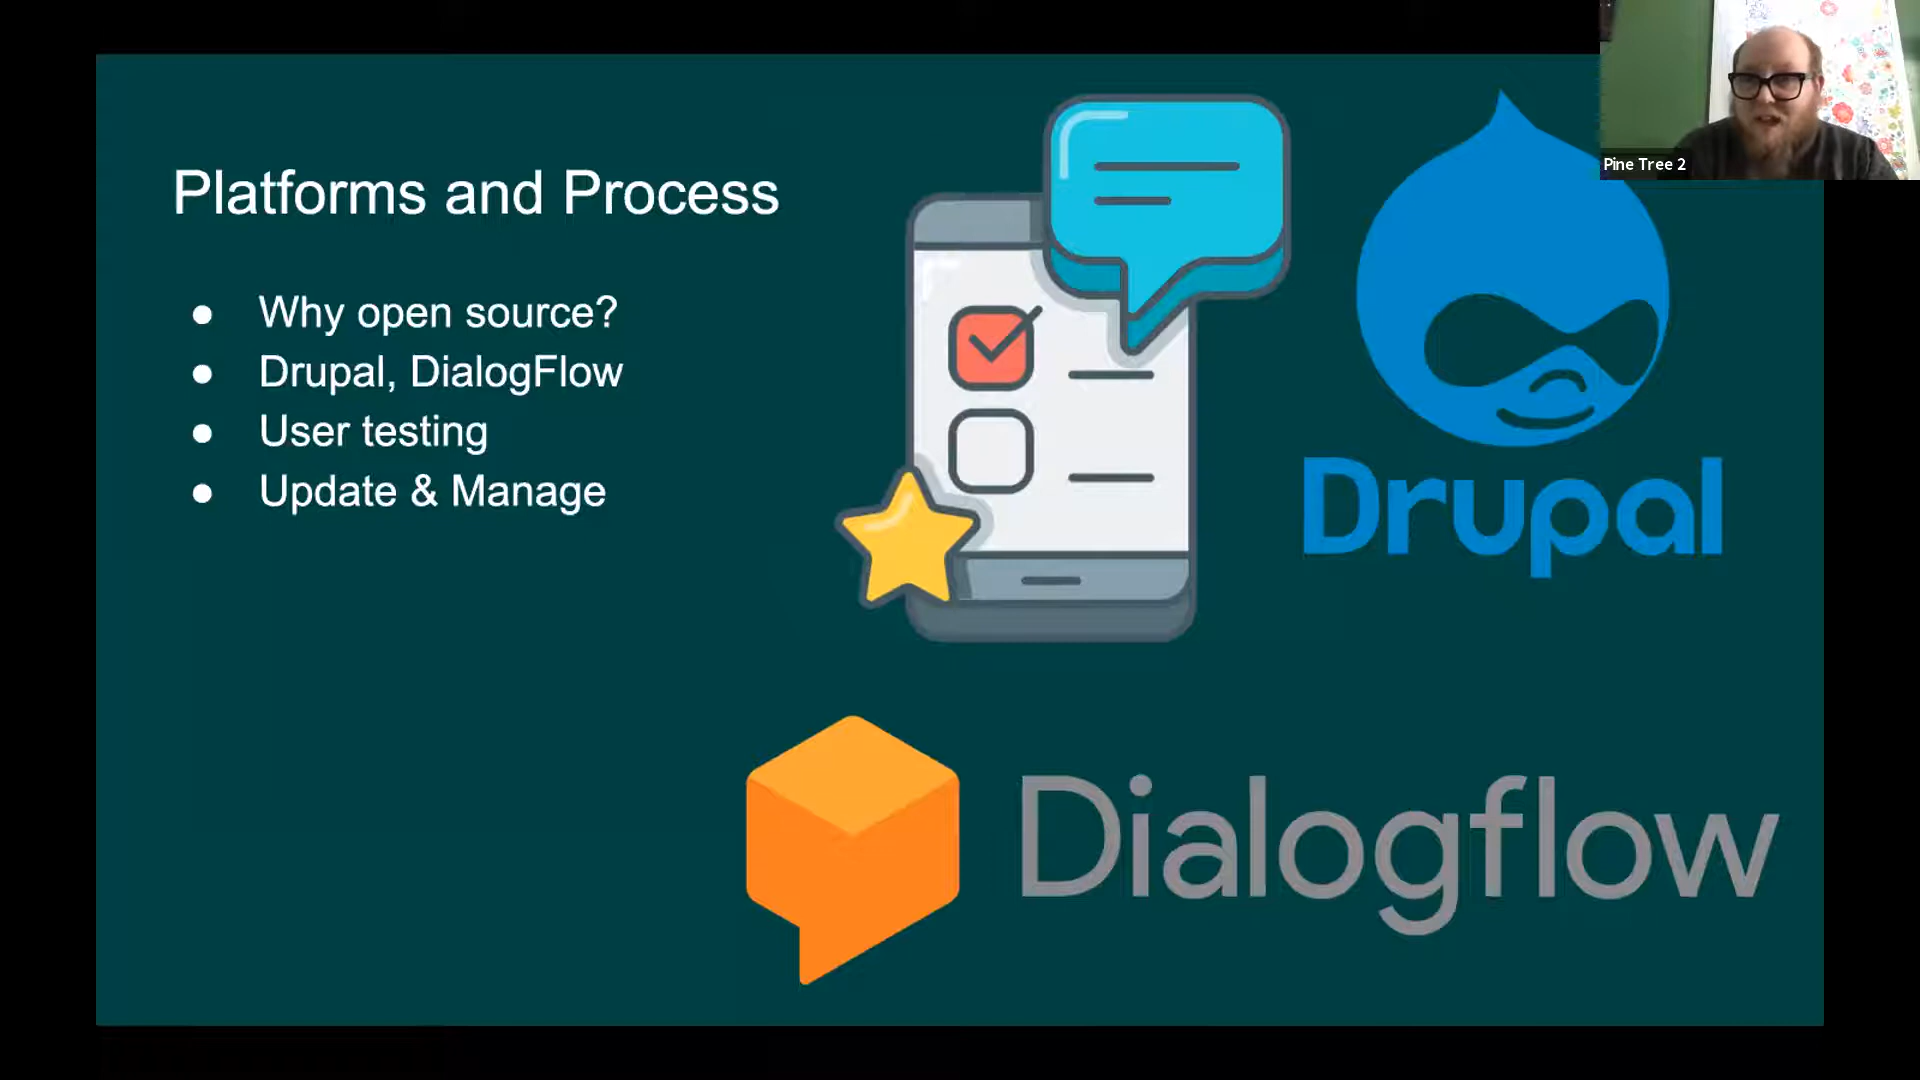 Pine Tree 2
Platforms and Process
● Why open source?
● Drupal, DialogFlow
● User testing
● Update & Manage
Drupal
Dialogflow